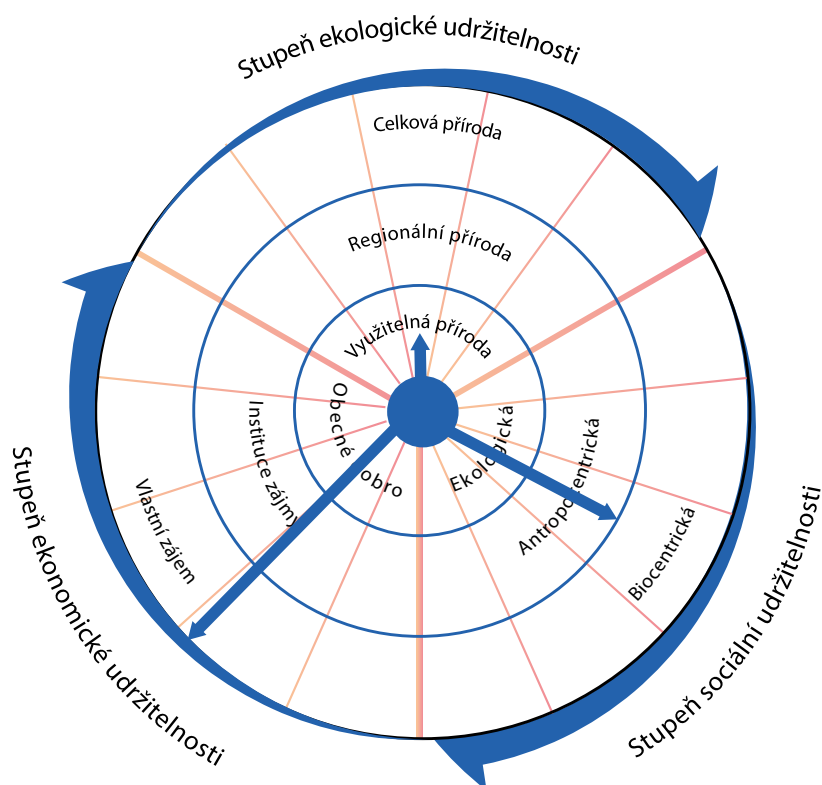 Stupeň ekologické udržitelnosti
Celková příroda
Regionální příroda
Využitelná příroda
Obecné obro
Instituce zájmy
Vlastní zájem
Stupeň ekonomické udržitelnosti
Ekologická
Antropocentrická
Biocentrická
Stupeň sociální udržitelnosti